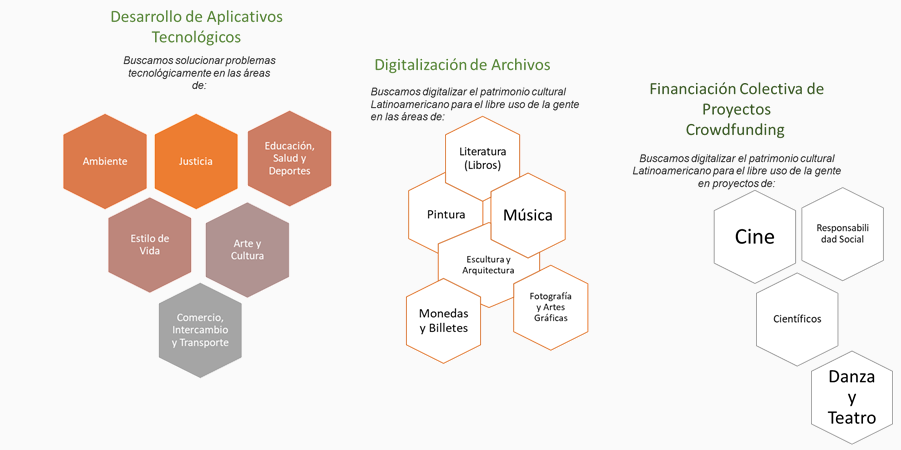 Desarrollo de Aplicativos
Tecnológicos
Buscamos solucionar problemas
tecnológicamente en las áreas
de:
Ambiente
Justicia
Educación,
Salud y
Deportes
Estilo de
Vida
Arte y
Cultura
Comercio,
Intercambio
y Transporte
Digitalización de Archivos
Buscamos digitalizar el patrimonio cultural
Latinoamericano para el libre uso de la gente
en las áreas de:
Literatura
(Libros)
Pintura
Música
Escultura y
Arquitectura
Monedas
y Billetes
Fotografía
y Artes
Gráficas
Financiación Colectiva de
Proyectos
Crowdfunding
Buscamos digitalizar el patrimonio cultural
Latinoamericano para el libre uso de la gente
en proyectos de:
Cine
Responsabili
dad Social
Científicos
Danza
y
Teatro